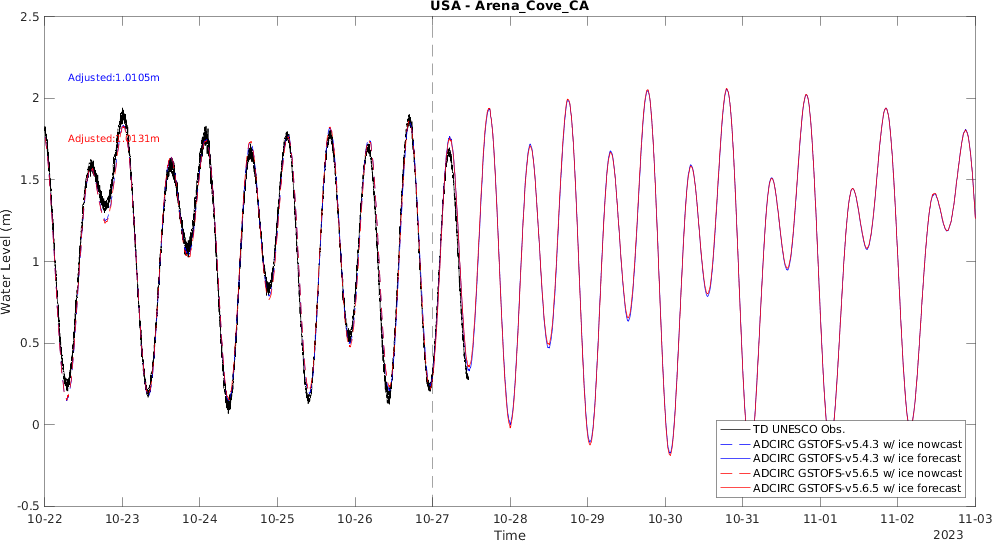 USA - Arena_Cove_CA
2.5
2
1.5
1
0.5
0
-0.5
Water Level (m)
Adjusted:1.0105m
Adjusted:1.0131m
TD UNESCO Obs.
ADCIRC GSTOFS-v5.4.3 w/ ice nowcast
ADCIRC GSTOFS-v5.4.3 w/ ice forecast
ADCIRC GSTOFS-v5.6.5 w/ ice nowcast
ADCIRC GSTOFS-v5.6.5 w/ ice forecast
10-22 10-23 10-24 10-25 10-26 10-27 10-28 10-29 10-30 10-31 11-01 11-02 11-03
Time
2023